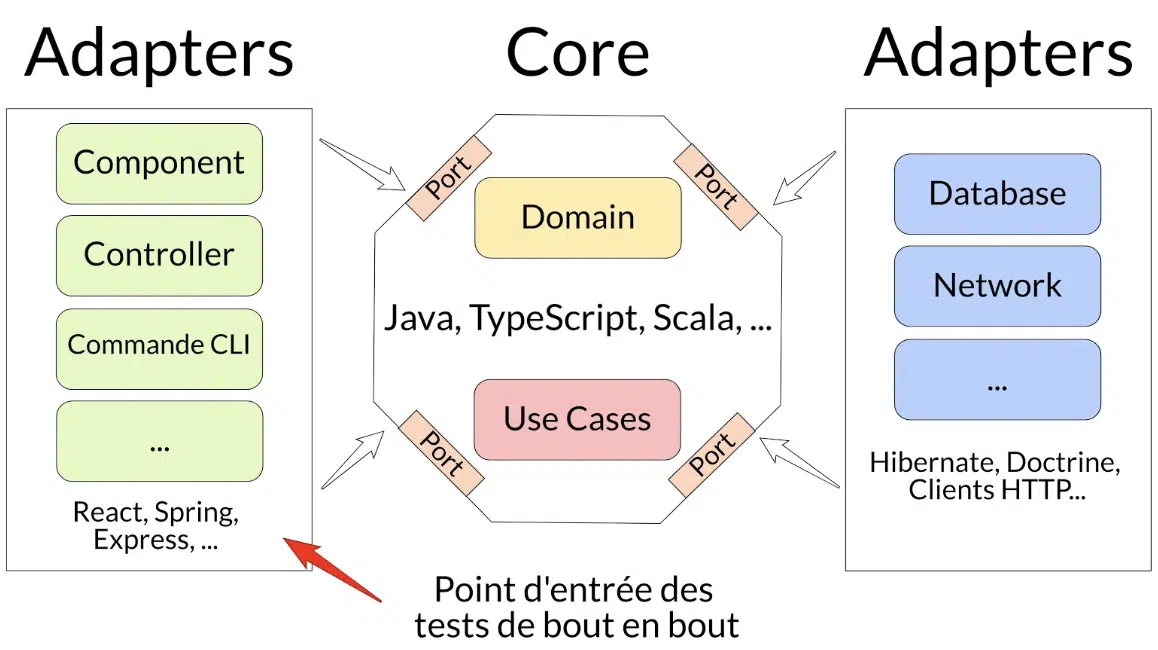 Adapters
Component
Controller
Commande CLI
...
React, Spring,
Express, ...
Core
Port
Port
Domain
Java, TypeScript, Scala, ...
Use Cases
Port
Port
Adapters
Database
Network
...
Hibernate, Doctrine,
Clients HTTP...
Point d'entrée des
tests de bout en bout